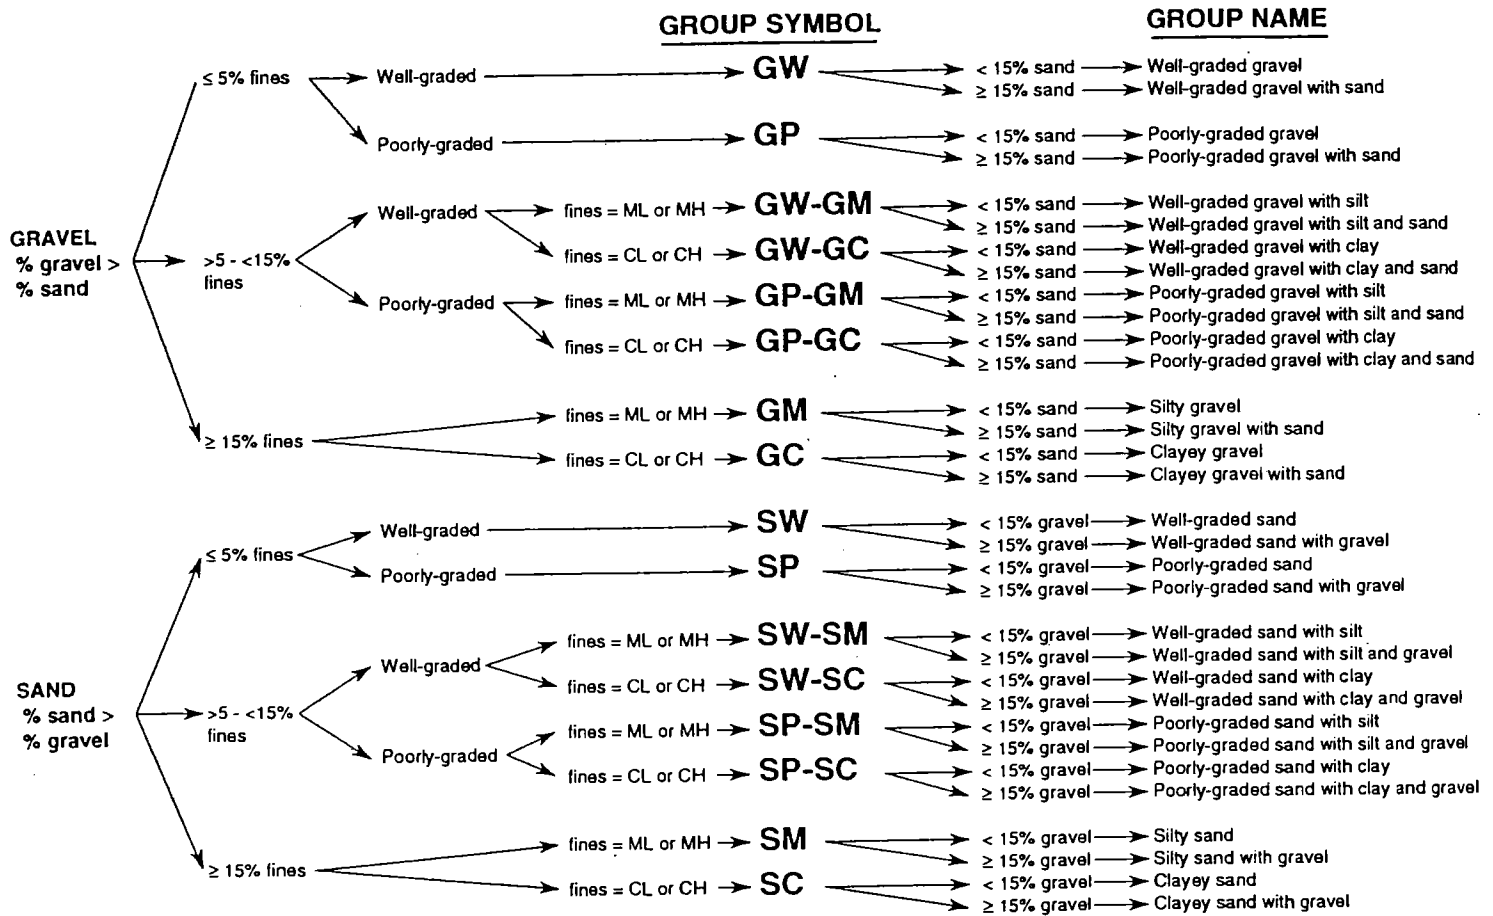 GROUP SYMBOL GROUP NAME
≤ 5% fines Well-graded GW < 15% sand Well-graded gravel
≥ 15% sand Well-graded gravel with sand
Poorly-graded GP < 15% sand Poorly-graded gravel
≥ 15% sand Poorly-graded gravel with sand
GRAVEL
% gravel >
% sand
>5 - <15%
fines
Well-graded fines = ML or MH GW-GM < 15% sand Well-graded gravel with silt
≥ 15% sand Well-graded gravel with silt and sand
fines = CL or CH GW-GC < 15% sand Well-graded gravel with clay
≥ 15% sand Well-graded gravel with clay and sand
Poorly-graded fines = ML or MH GP-GM < 15% sand Poorly-graded gravel with silt
≥ 15% sand Poorly-graded gravel with silt and sand
fines = CL or CH GP-GC < 15% sand Poorly-graded gravel with clay
≥ 15% sand Poorly-graded gravel with clay and sand
≥ 15% fines fines = ML or MH GM < 15% sand Silty gravel
≥ 15% sand Silty gravel with sand
fines = CL or CH GC < 15% sand Clayey gravel
≥ 15% sand Clayey gravel with sand
≤ 5% fines Well-graded SW < 15% gravel Well-graded sand
≥ 15% gravel Well-graded sand with gravel
Poorly-graded SP < 15% gravel Poorly-graded sand
≥ 15% gravel Poorly-graded sand with gravel
SAND
% sand >
% gravel
>5 - <15%
fines
Well-graded fines = ML or MH SW-SM < 15% gravel Well-graded sand with silt
≥ 15% gravel Well-graded sand with silt and gravel
fines = CL or CH SW-SC < 15% gravel Well-graded sand with clay
≥ 15% gravel Well-graded sand with clay and gravel
Poorly-graded fines = ML or MH SP-SM < 15% gravel Poorly-graded sand with silt
≥ 15% gravel Poorly-graded sand with silt and gravel
fines = CL or CH SP-SC < 15% gravel Poorly-graded sand with clay
≥ 15% gravel Poorly-graded sand with clay and gravel
≥ 15% fines fines = ML or MH SM < 15% gravel Silty sand
≥ 15% gravel Silty sand with gravel
fines = CL or CH SC < 15% gravel Clayey sand
≥ 15% gravel Clayey sand with gravel